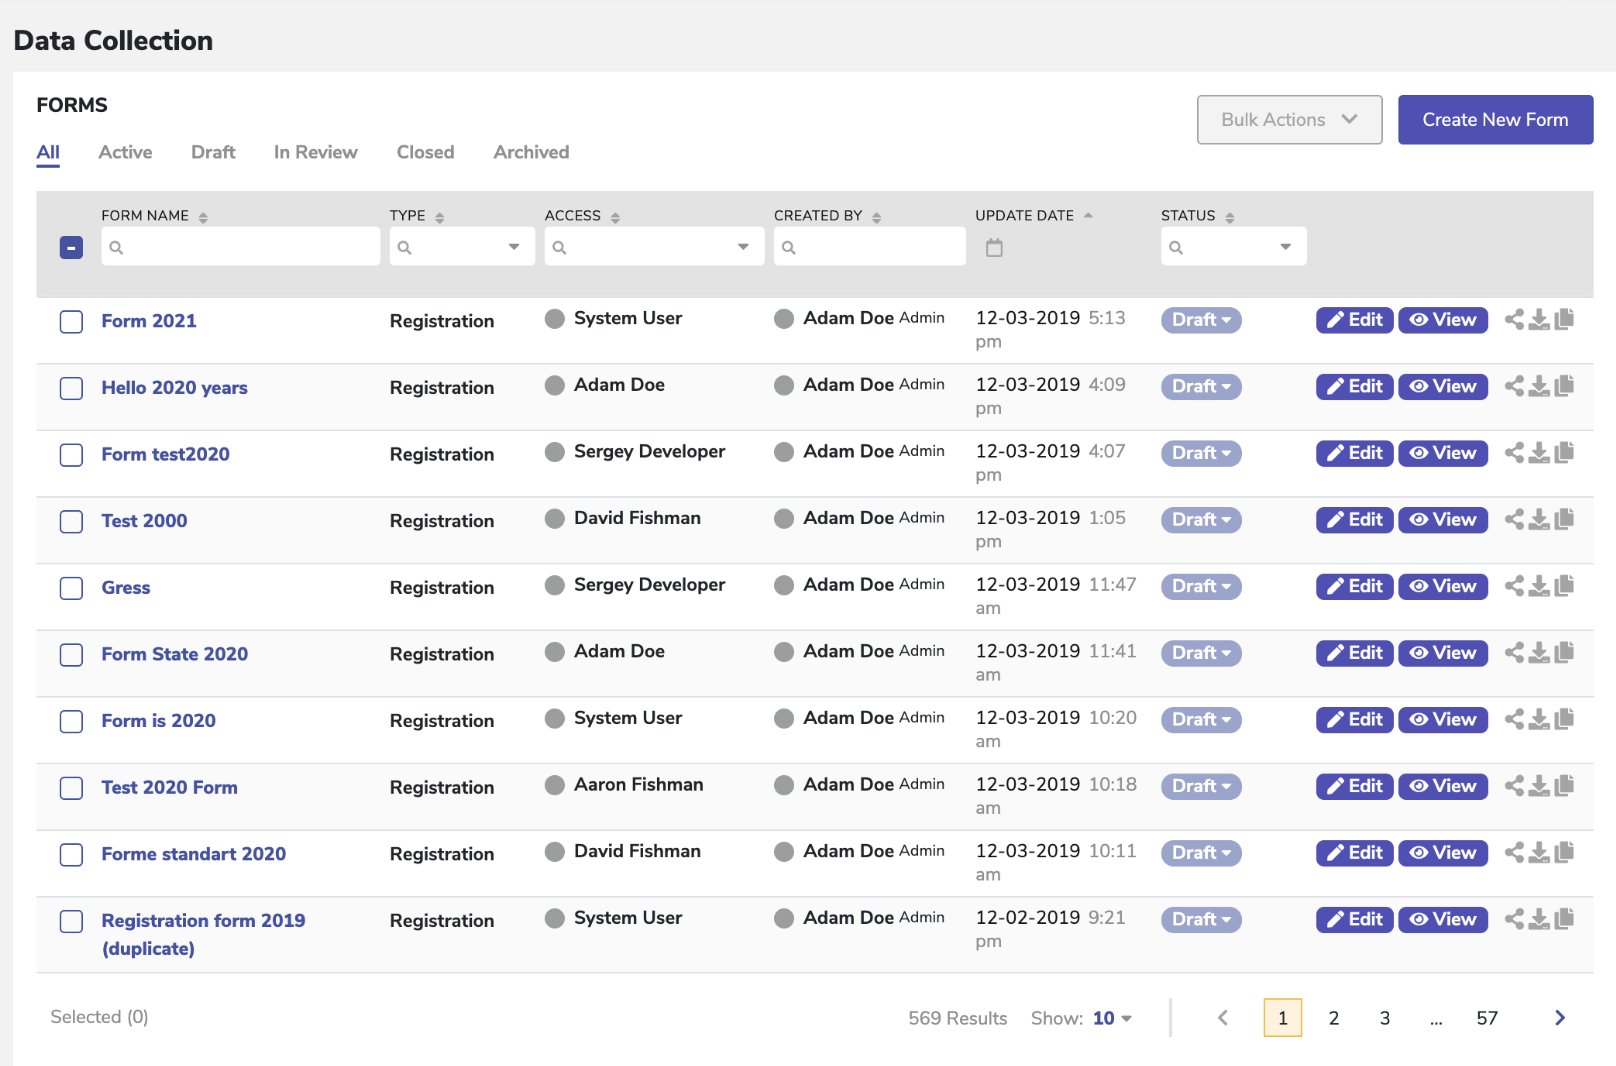 Data Collection
FORMS
Bulk Actions
Create New Form
All Active Draft In Review Closed Archived
FORM NAME TYPE ACCESS CREATED BY UPDATE DATE STATUS
Form 2021 Registration System User Adam Doe Admin 12-03-2019 5:13 Draft Edit View
pm
Hello 2020 years Registration Adam Doe Adam Doe Admin 12-03-2019 4:09 Draft Edit View
pm
Form test2020 Registration Sergey Developer Adam Doe Admin 12-03-2019 4:07 Draft Edit View
pm
Test 2000 Registration David Fishman Adam Doe Admin 12-03-2019 1:05 Draft Edit View
pm
Gress Registration Sergey Developer Adam Doe Admin 12-03-2019 11:47 Draft Edit View
am
Form State 2020 Registration Adam Doe Adam Doe Admin 12-03-2019 11:41 Draft Edit View
am
Form is 2020 Registration System User Adam Doe Admin 12-03-2019 10:20 Draft Edit View
am
Test 2020 Form Registration Aaron Fishman Adam Doe Admin 12-03-2019 10:18 Draft Edit View
am
Forme standart 2020 Registration David Fishman Adam Doe Admin 12-03-2019 10:11 Draft Edit View
am
Registration form 2019 Registration System User Adam Doe Admin 12-02-2019 9:21 Draft Edit View
(duplicate) pm
Selected (0) 569 Results Show: 10 1 2 3 ... 57